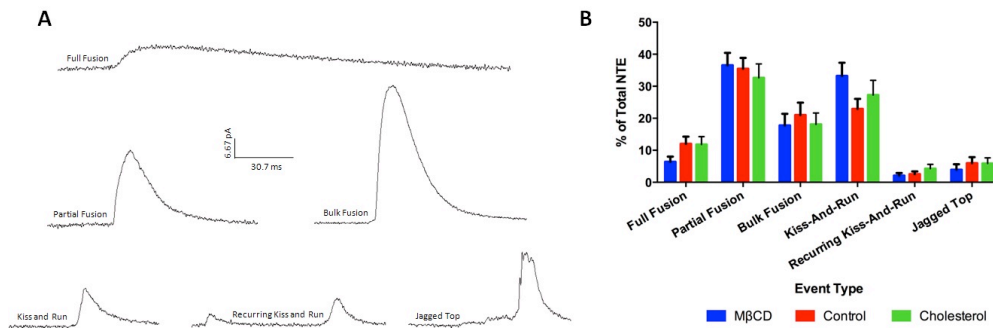 A
Full Fusion
6.67 pA
30.7 ms
Partial Fusion
Bulk Fusion
Kiss and Run
Recurring Kiss and Run
Jagged Top
B
% of Total NTE
50
40
30
20
10
0
Full Fusion
Partial Fusion
Bulk Fusion
Kiss-And-Run
Recurring Kiss-And-Run
Jagged Top
Event Type
MβCD
Control
Cholesterol